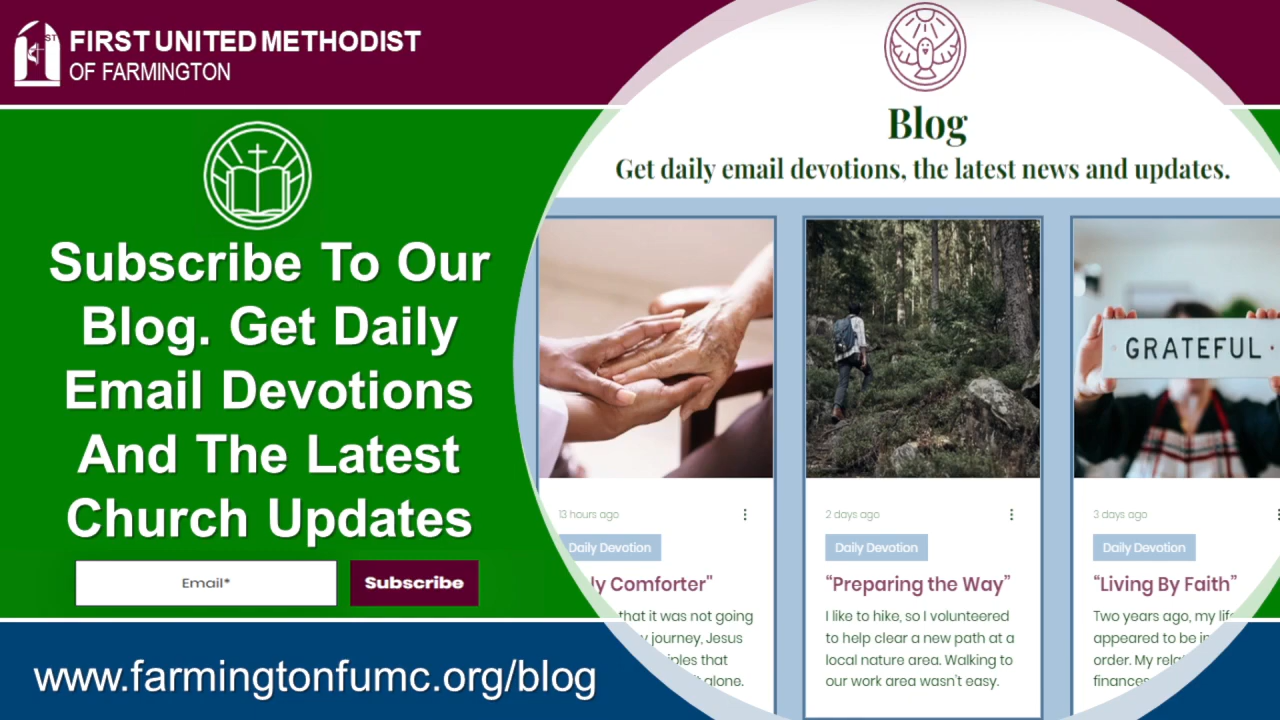 FIRST UNITED METHODIST
OF FARMINGTON
Subscribe To Our
Blog. Get Daily
Email Devotions
And The Latest
Church Updates
Email*
Subscribe
www.farmingtonfumc.org/blog
Blog
Get daily email devotions, the latest news and updates.
13 hours ago
Daily Devotion
Comforter"
that it was not going
journey, Jesus
that
alone.
2 days ago
Daily Devotion
“Preparing the Way”
I like to hike, so I volunteered
to help clear a new path at a
local nature area. Walking to
our work area wasn't easy.
GRATEFUL
3 days ago
Daily Devotion
“Living By Faith”
Two years ago, my life
appeared to be in
order. My
finances